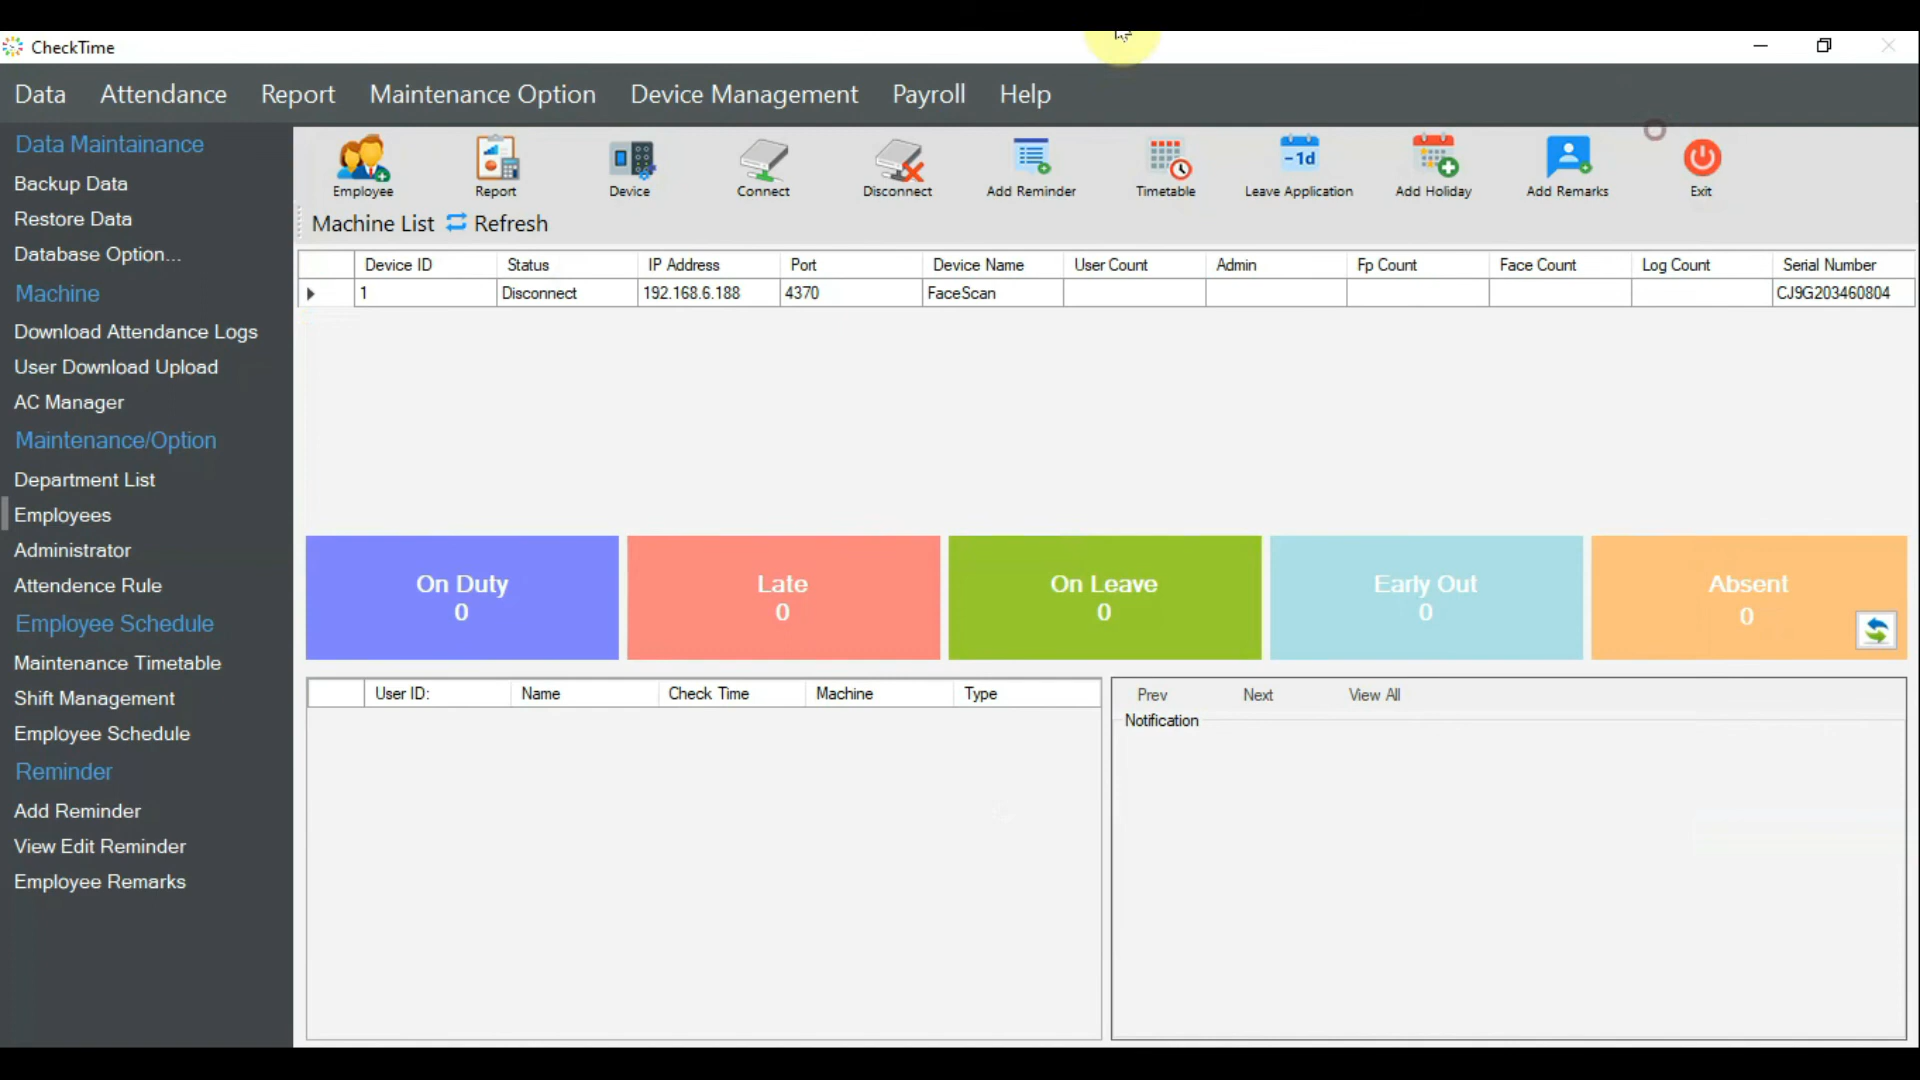 CheckTime
Data Attendance Report Maintenance Option Device Management Payroll Help
Data Maintainance
Backup Data
Restore Data
Database Option...
Machine
Download Attendance Logs
User Download Upload
AC Manager
Maintenance/Option
Department List
Employees
Administrator
Attendence Rule
Employee Schedule
Maintenance Timetable
Shift Management
Employee Schedule
Reminder
Add Reminder
View Edit Reminder
Employee Remarks
Employee Report Device Connect Disconnect Add Reminder Timetable -1d Leave Application Add Holiday Add Remarks Exit
Machine List Refresh
Device ID Status IP Address Port Device Name User Count Admin Fp Count Face Count Log Count Serial Number
1 Disconnect 192.168.6.188 4370 FaceScan CJ9G203460804
On Duty Late On Leave Early Out Absent
0 0 0 0 0
User ID: Name Check Time Machine Type
Prev Next View All
Notification